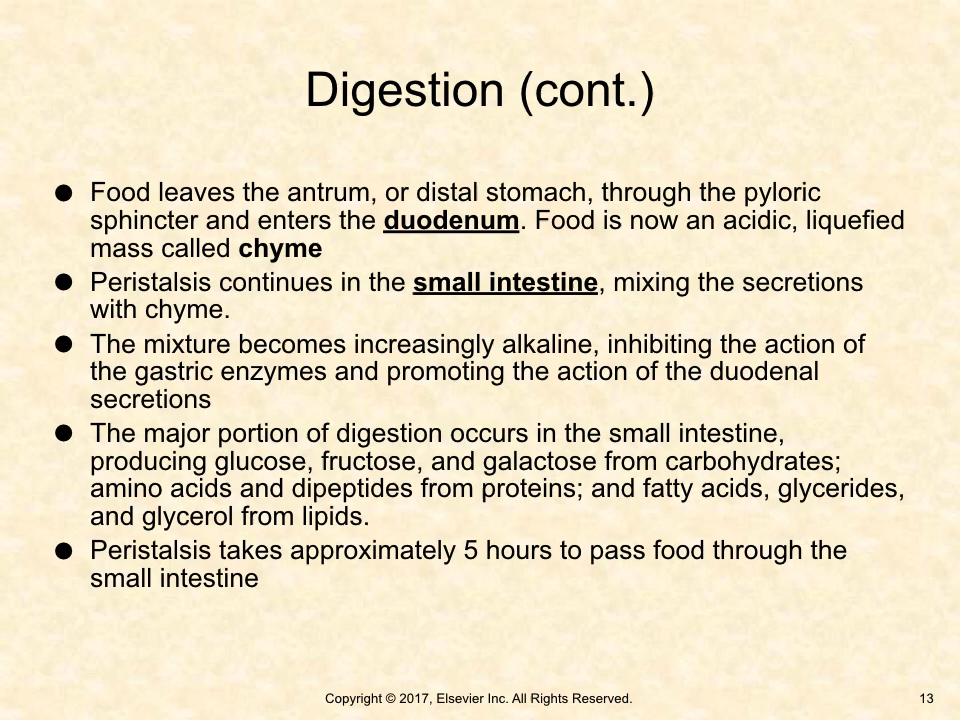 Digestion (cont.)
● Food leaves the antrum, or distal stomach, through the pyloric
sphincter and enters the duodenum. Food is now an acidic, liquefied
mass called chyme
● Peristalsis continues in the small intestine, mixing the secretions
with chyme.
● The mixture becomes increasingly alkaline, inhibiting the action of
the gastric enzymes and promoting the action of the duodenal
secretions
● The major portion of digestion occurs in the small intestine,
producing glucose, fructose, and galactose from carbohydrates;
amino acids and dipeptides from proteins; and fatty acids, glycerides,
and glycerol from lipids.
● Peristalsis takes approximately 5 hours to pass food through the
small intestine
Copyright © 2017, Elsevier Inc. All Rights Reserved.
13